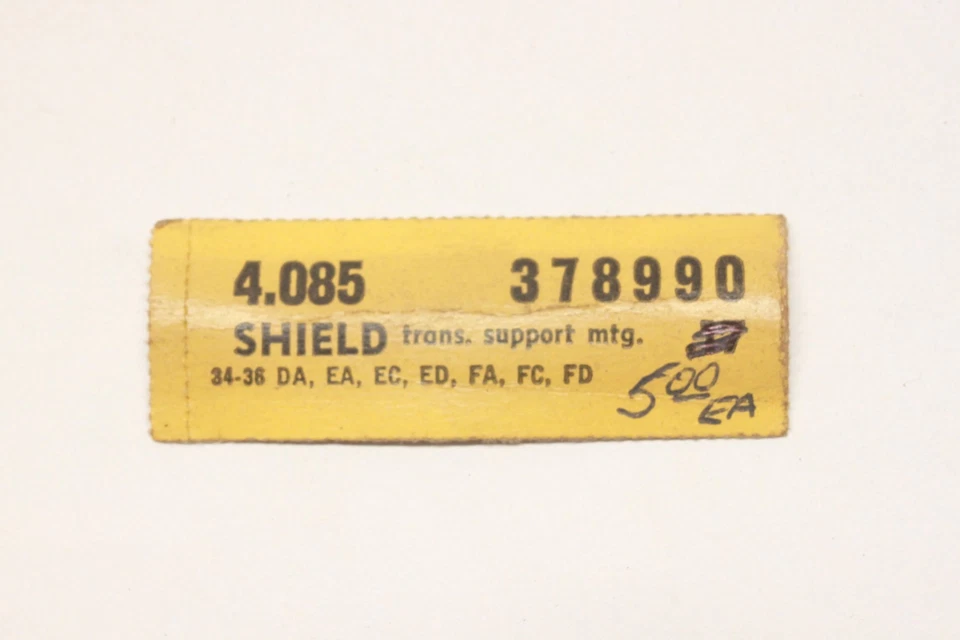 4.085 378990
SHIELD trans. support mtg.
34-36 DA, EA, EC, ED, FA, FC, FD
5 00 EA